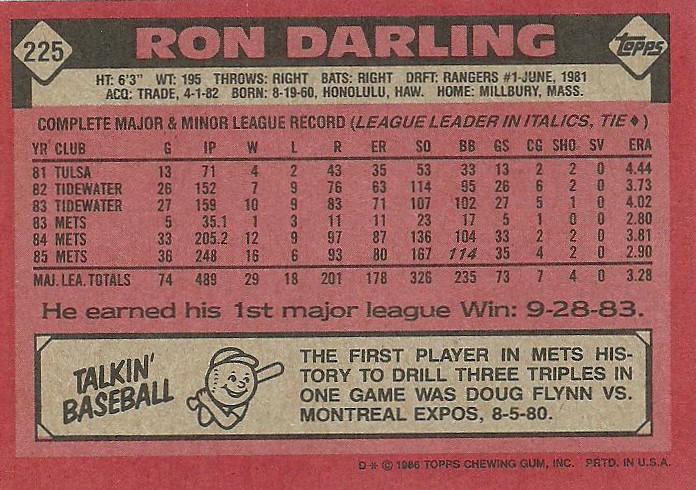 225
RON DARLING
Topps
HT: 6'3" WT: 195 THROWS: RIGHT BATS: RIGHT DRFT: RANGERS #1-JUNE, 1981
ACQ: TRADE, 4-1-82 BORN: 8-19-60, HONOLULU, HAW. HOME: MILLBURY, MASS.
COMPLETE MAJOR & MINOR LEAGUE RECORD (LEAGUE LEADER IN ITALICS, TIE ♦)
YR CLUB G IP W L R ER SO BB GS CG SHO SV ERA
81 TULSA 13 71 4 2 43 35 53 33 13 2 2 0 4.44
82 TIDEWATER 26 152 7 9 76 63 114 95 26 6 2 0 3.73
83 TIDEWATER 27 159 10 9 83 71 107 102 27 5 1 0 4.02
83 METS 5 35.1 1 3 11 11 23 17 5 1 0 0 2.80
84 METS 33 205.2 12 9 97 87 136 104 33 2 2 0 3.81
85 METS 36 248 16 6 93 80 167 114 35 4 2 0 2.90
MAJ. LEA. TOTALS 74 489 29 18 201 178 326 235 73 7 4 0 3.28
He earned his 1st major league Win: 9-28-83.
TALKIN'
BASEBALL
THE FIRST PLAYER IN METS HIS-
TORY TO DRILL THREE TRIPLES IN
ONE GAME WAS DOUG FLYNN VS.
MONTREAL EXPOS, 8-5-80.
D* © 1986 TOPPS CHEWING GUM, INC. PRTD. IN U.S.A.